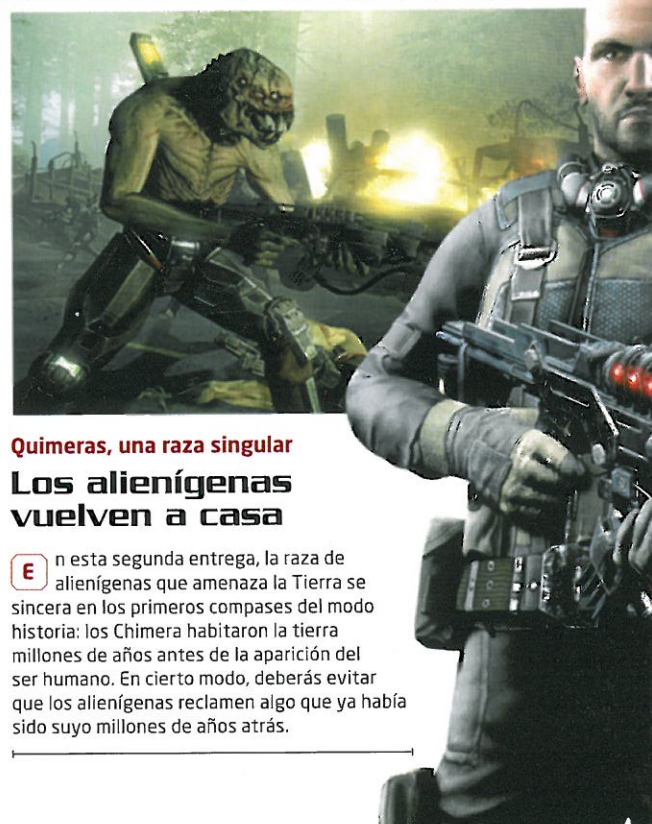 Quimeras, una raza singular
Los alienígenas
vuelven a casa
En esta segunda entrega, la raza de
alienígenas que amenaza la Tierra se
sincera en los primeros compases del modo
historia: los Chimera habitaron la tierra
millones de años antes de la aparición del
ser humano. En cierto modo, deberás evitar
que los alienígenas reclamen algo que ya había
sido suyo millones de años atrás.